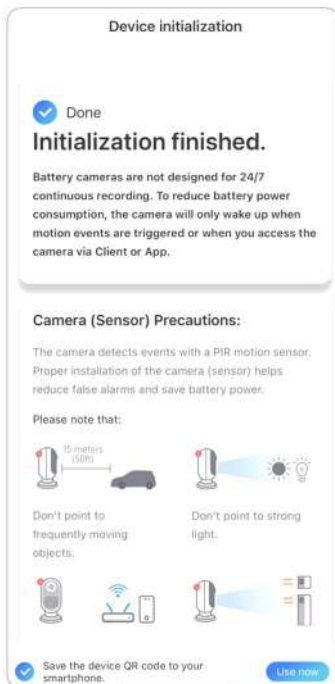 Device initialization
Done
Initialization finished.
Battery cameras are not designed for 24/7
continuous recording. To reduce battery power
consumption, the camera will only wake up when
motion events are triggered or when you access the
camera via Client or App.
Camera (Sensor) Precautions:
The camera detects events with a PIR motion sensor.
Proper installation of the camera (sensor) helps
reduce false alarms and save battery power.
Please note that:
15 meters
(50ft)
Don't point to
frequently moving
objects.
Don't point to strong
light.
Save the device QR code to your
smartphone.
Use now